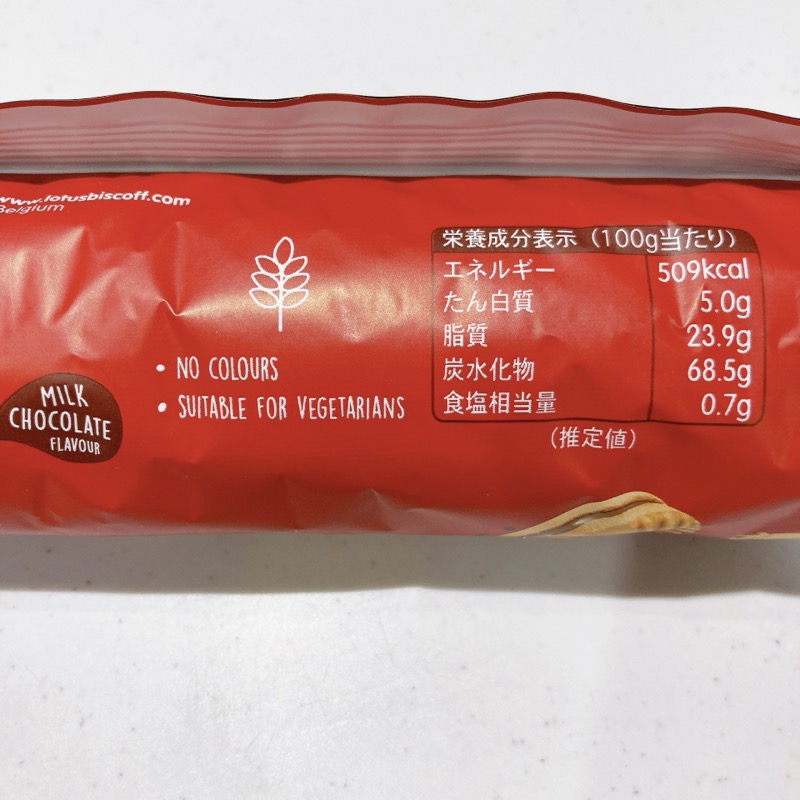 www.lotusbiscoff.com
Belgium
MILK
CHOCOLATE
FLAVOUR
• NO COLOURS
• SUITABLE FOR VEGETARIANS
栄養成分表示（100g当たり）
エネルギー 509kcal
たん白質 5.0g
脂質 23.9g
炭水化物 68.5g
食塩相当量 0.7g
（推定値）